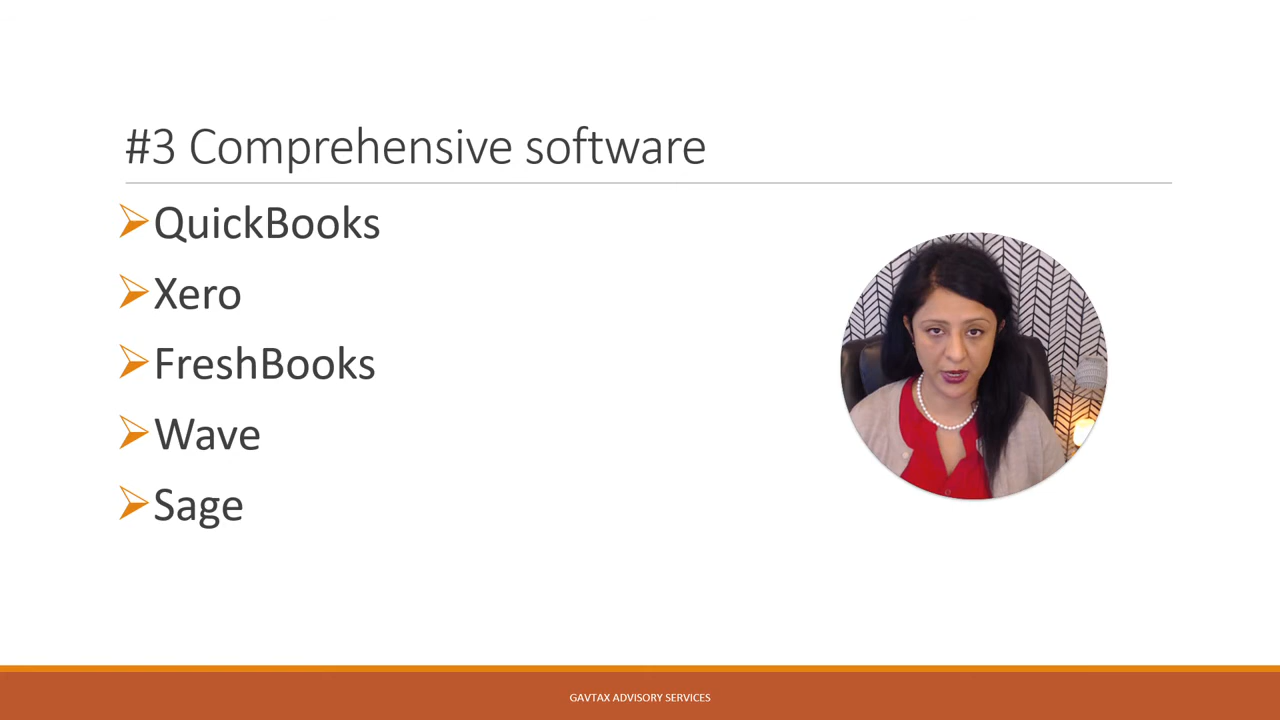 #3 Comprehensive software
QuickBooks
Xero
FreshBooks
Wave
Sage
GAVTAX ADVISORY SERVICES